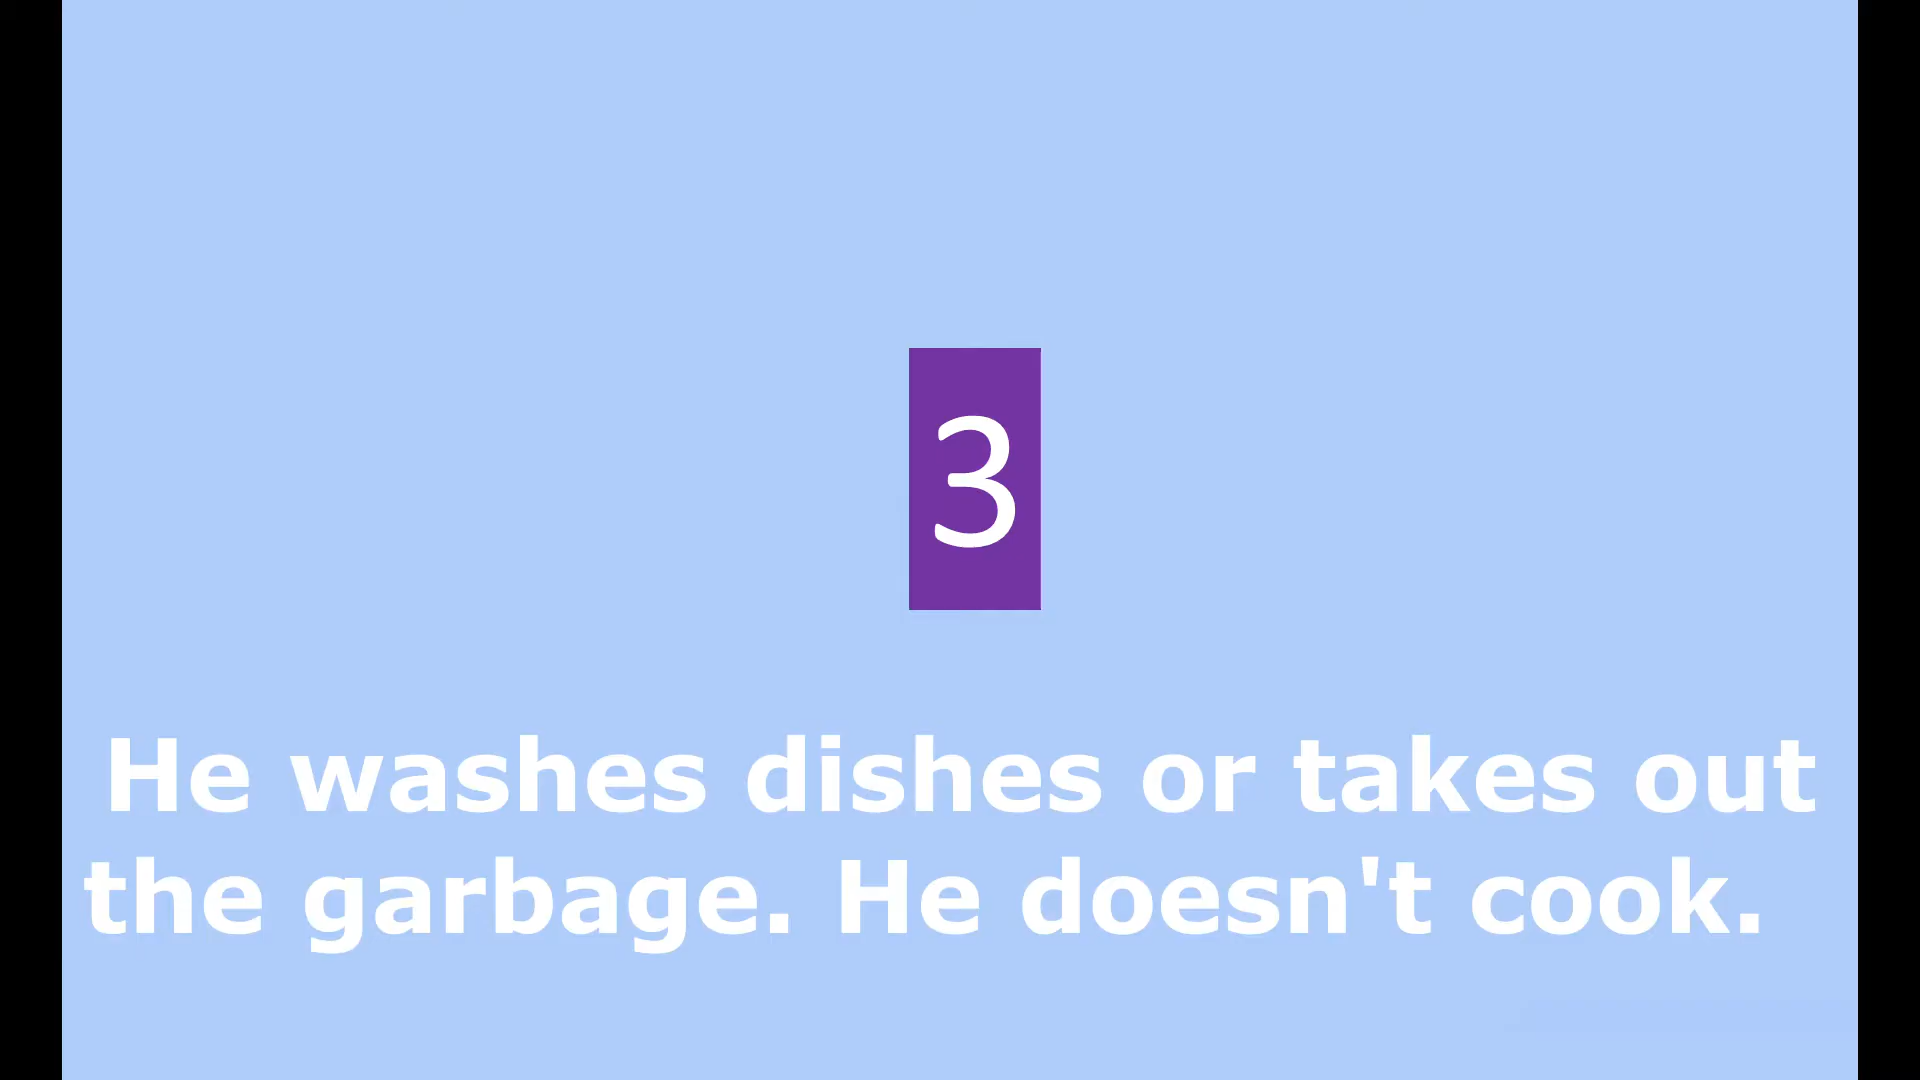 3
He washes dishes or takes out
the garbage. He doesn't cook.